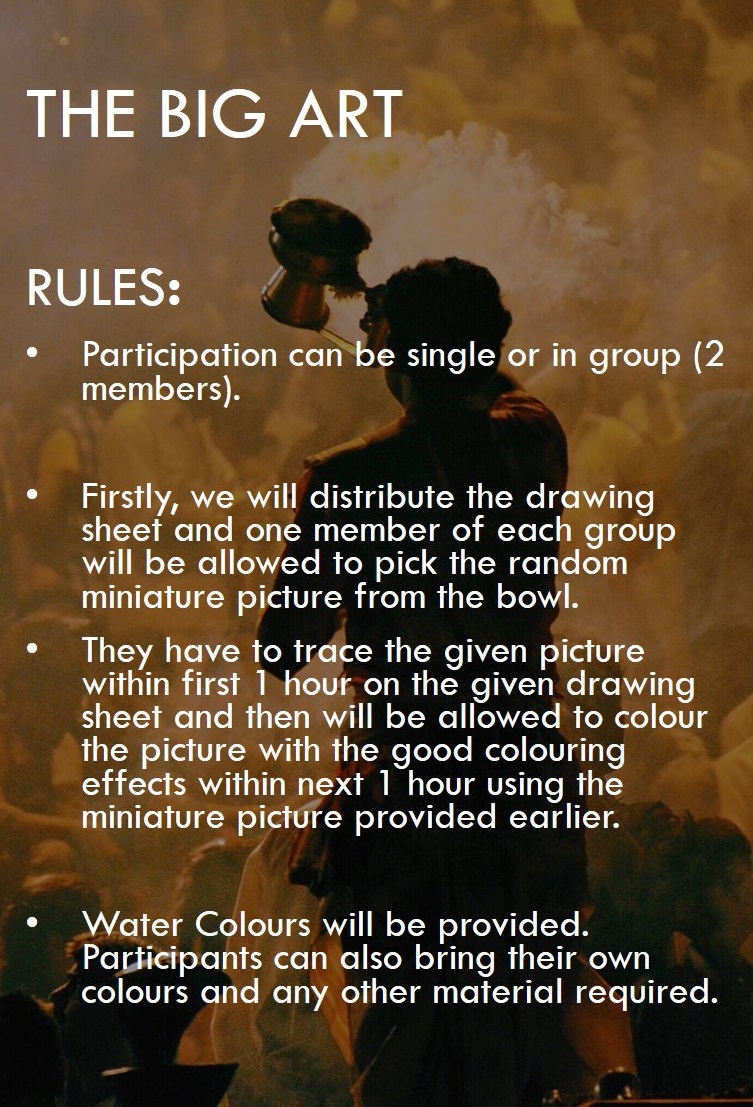 THE BIG ART
RULES:
• Participation can be single or in group (2
members).
• Firstly, we will distribute the drawing
sheet and one member of each group
will be allowed to pick the random
miniature picture from the bowl.
• They have to trace the given picture
within first 1 hour on the given drawing
sheet and then will be allowed to colour
the picture with the good colouring
effects within next 1 hour using the
miniature picture provided earlier.
• Water Colours will be provided.
Participants can also bring their own
colours and any other material required.